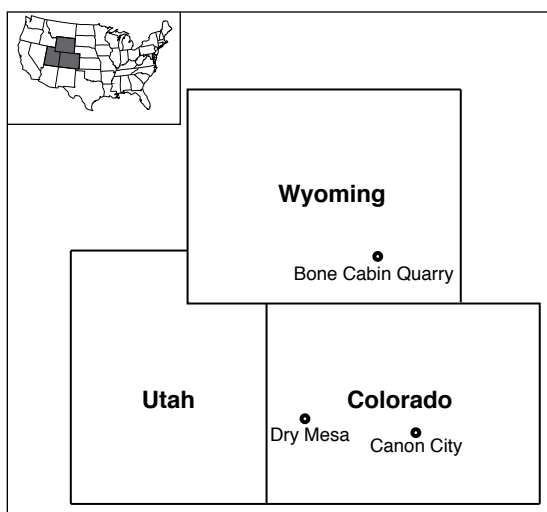 Wyoming
Bone Cabin Quarry
Utah
Colorado
Dry Mesa
Canon City